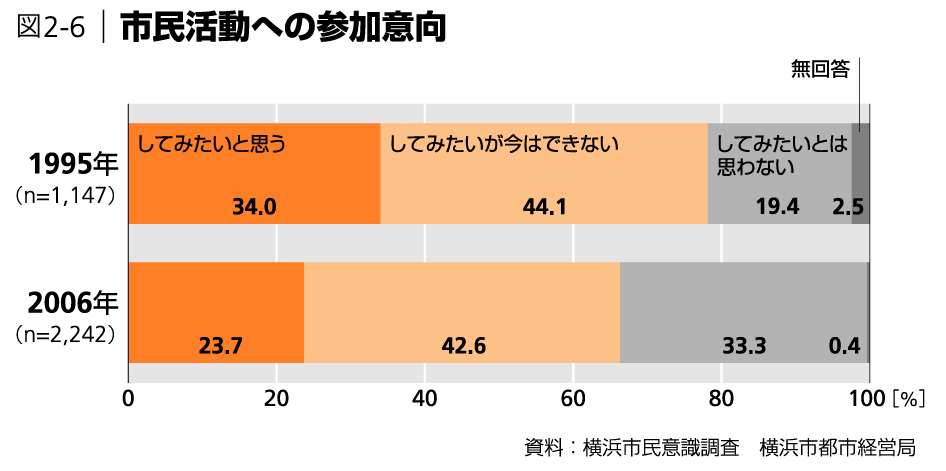 図2-6 市民活動への参加意向
無回答
してみたいと思う
してみたいが今はできない
してみたいとは
思わない
1995年
(n=1,147)
34.0
44.1
19.4
2.5
2006年
(n=2,242)
23.7
42.6
33.3
0.4
0 20 40 60 80 100 [%]
資料：横浜市民意識調査　横浜市都市経営局